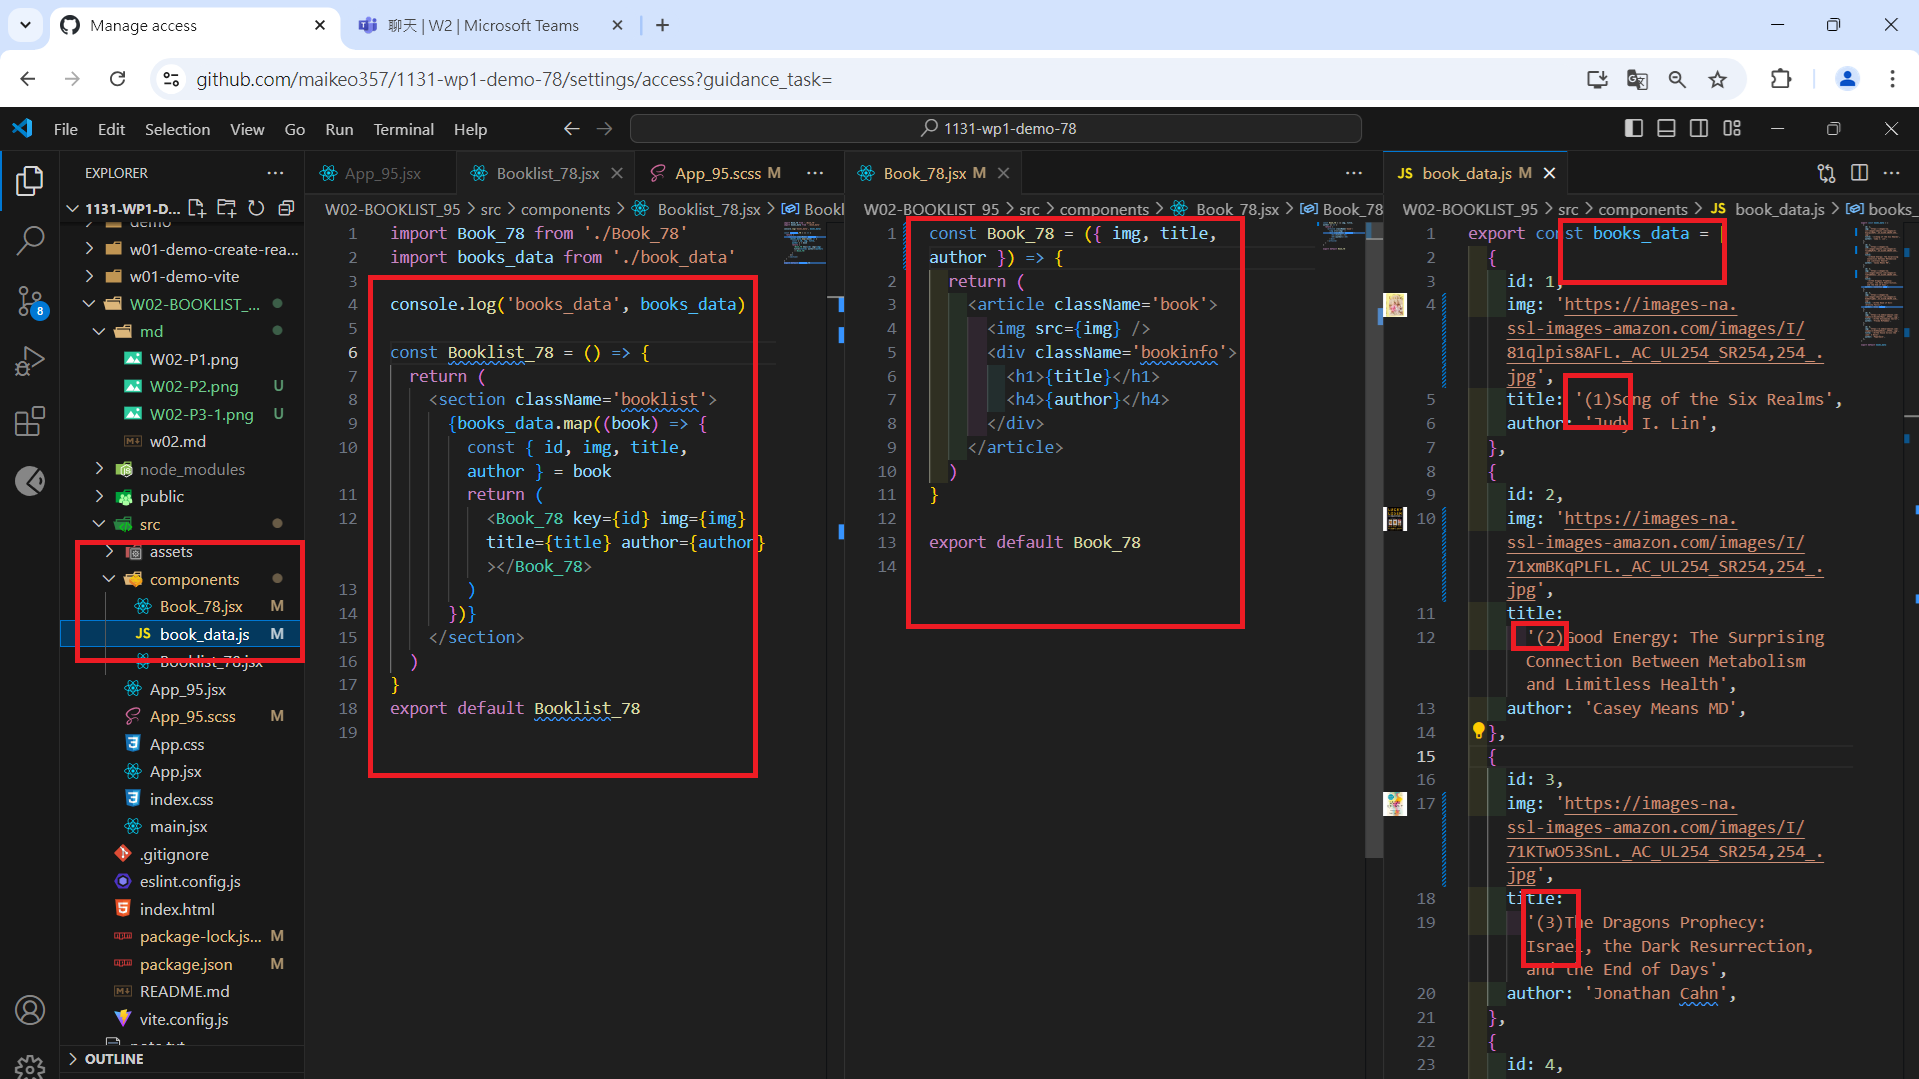 Manage access
聊天 | W2 | Microsoft Teams
github.com/maikeo357/1131-wp1-demo-78/settings/access?guidance_task=
File Edit Selection View Go Run Terminal Help
1131-wp1-demo-78
EXPLORER
1131-WP1-D...
demo
w01-demo-create-rea...
w01-demo-vite
W02-BOOKLIST_...
md
W02-P1.png
W02-P2.png U
W02-P3-1.png U
w02.md
node_modules
public
src
assets
components
Book_78.jsx M
book_data.js M
Booklist_78.jsx
App_95.jsx
App_95.scss M
App.css
App.jsx
index.css
main.jsx
.gitignore
eslint.config.js
index.html
package-lock.js... M
package.json M
README.md
vite.config.js
note.txt
OUTLINE
8
App_95.jsx
Booklist_78.jsx
App_95.scss M
W02-BOOKLIST_95 > src > components > Booklist_78.jsx > Bookl
1 import Book_78 from './Book_78'
2 import books_data from './book_data'
3
4 console.log('books_data', books_data)
5
6 const Booklist_78 = () => {
7 return (
8 <section className='booklist'>
9 {books_data.map((book) => {
10 const { id, img, title,
author } = book
11 return (
12 <Book_78 key={id} img={img}
title={title} author={author}
></Book_78>
13 )
14 })}
15 </section>
16 )
17 }
18 export default Booklist_78
19
Book_78.jsx M
W02-BOOKLIST_95 > src > components > Book_78.jsx > Book_78
1 const Book_78 = ({ img, title,
author }) => {
2 return (
3 <article className='book'>
4 <img src={img} />
5 <div className='bookinfo'>
6 <h1>{title}</h1>
7 <h4>{author}</h4>
8 </div>
9 </article>
10 )
11 }
12
13 export default Book_78
14
JS book_data.js M
W02-BOOKLIST_95 > src > components > JS book_data.js > books_
1 export const books_data = [
2 {
3 id: 1,
4 img: 'https://images-na.
ssl-images-amazon.com/images/I/
81qlpis8AFL._AC_UL254_SR254,254_.
jpg',
5 title: '(1)Song of the Six Realms',
6 author: 'Judy I. Lin',
7 },
8 {
9 id: 2,
10 img: 'https://images-na.
ssl-images-amazon.com/images/I/
71xmBKqPLFL._AC_UL254_SR254,254_.
jpg',
11 title:
12 '(2)Good Energy: The Surprising
Connection Between Metabolism
and Limitless Health',
13 author: 'Casey Means MD',
14 },
15 {
16 id: 3,
17 img: 'https://images-na.
ssl-images-amazon.com/images/I/
71KTwO53SnL._AC_UL254_SR254,254_.
jpg',
18 title:
19 '(3)The Dragons Prophecy:
Israel, the Dark Resurrection,
and the End of Days',
20 author: 'Jonathan Cahn',
21 },
22 {
23 id: 4,